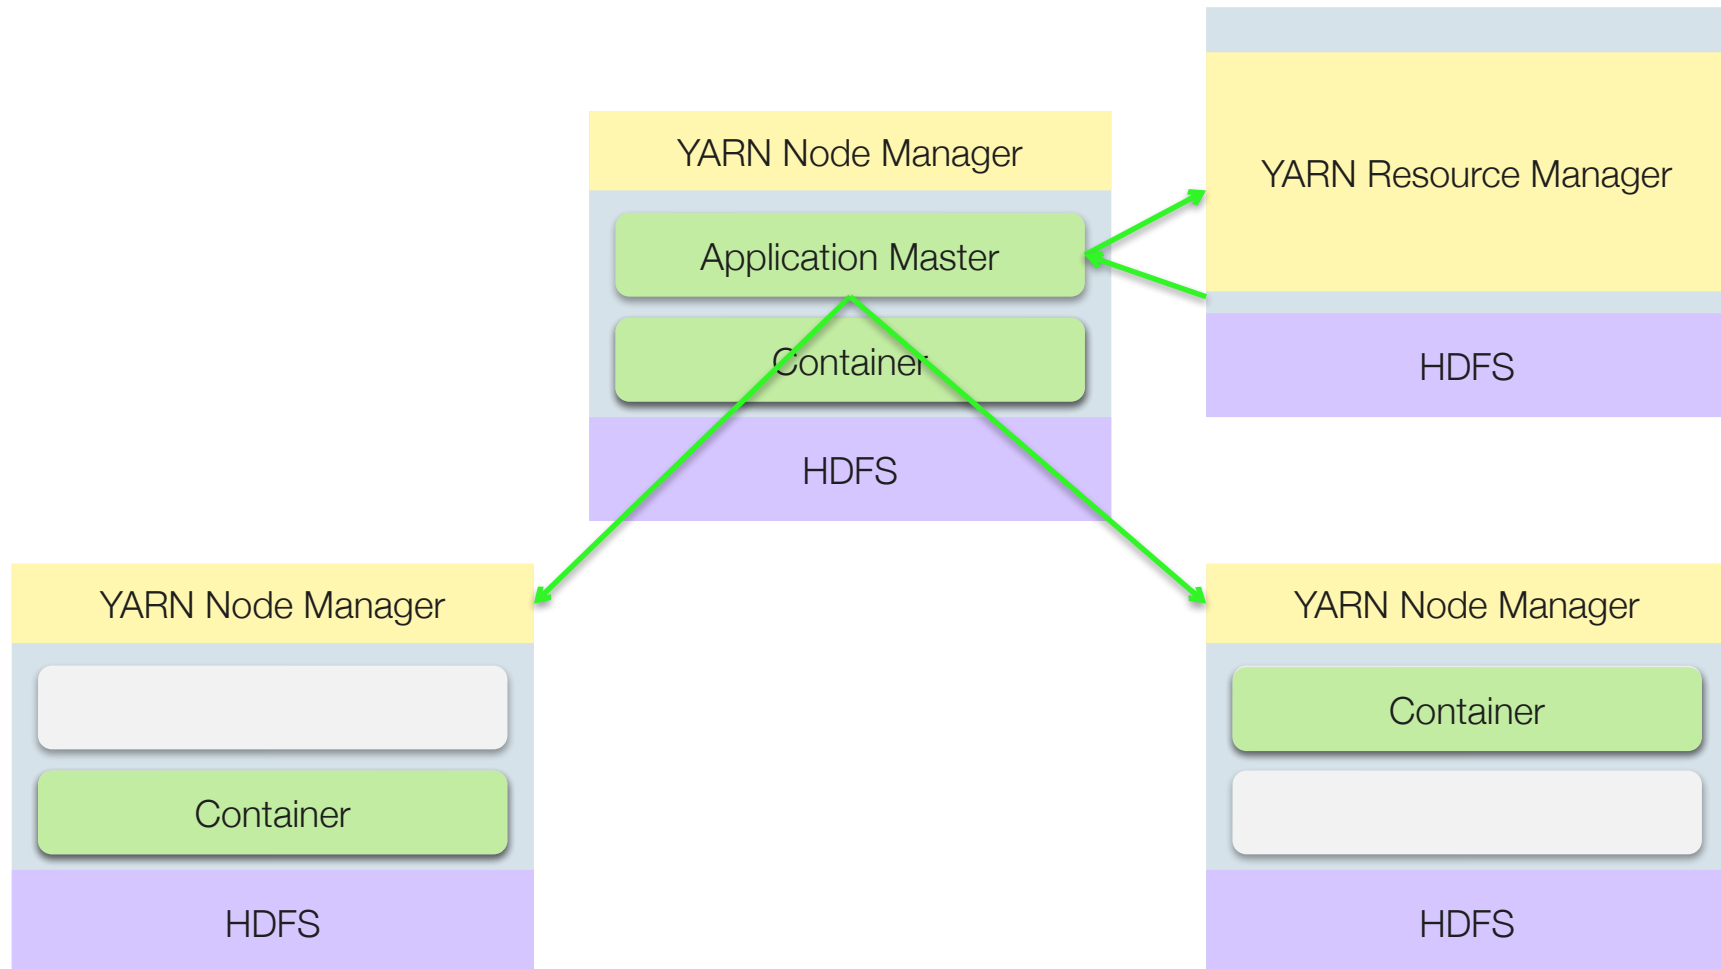 YARN Node Manager
Application Master
Container
HDFS
YARN Resource Manager
HDFS
YARN Node Manager
Container
HDFS
YARN Node Manager
Container
HDFS